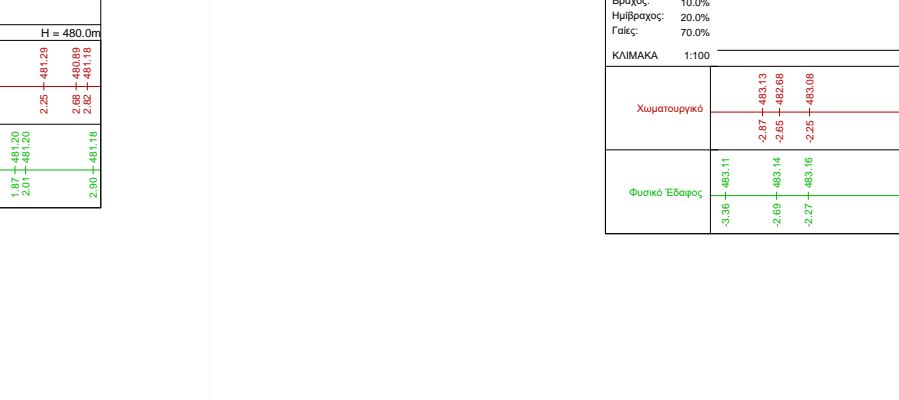 H = 480.0m
481.29 480.89 481.18
2.25 2.68 2.82
481.20 481.20 481.18
1.87 2.01 2.90
Βράχος: 10.0%
Ημίβραχος: 20.0%
Γαίες: 70.0%
ΚΛΙΜΑΚΑ 1:100
Χωματουργικό
483.13 482.68 483.08
-2.87 -2.65 -2.25
Φυσικό Έδαφος
483.11 483.14 483.16
-3.36 -2.69 -2.27